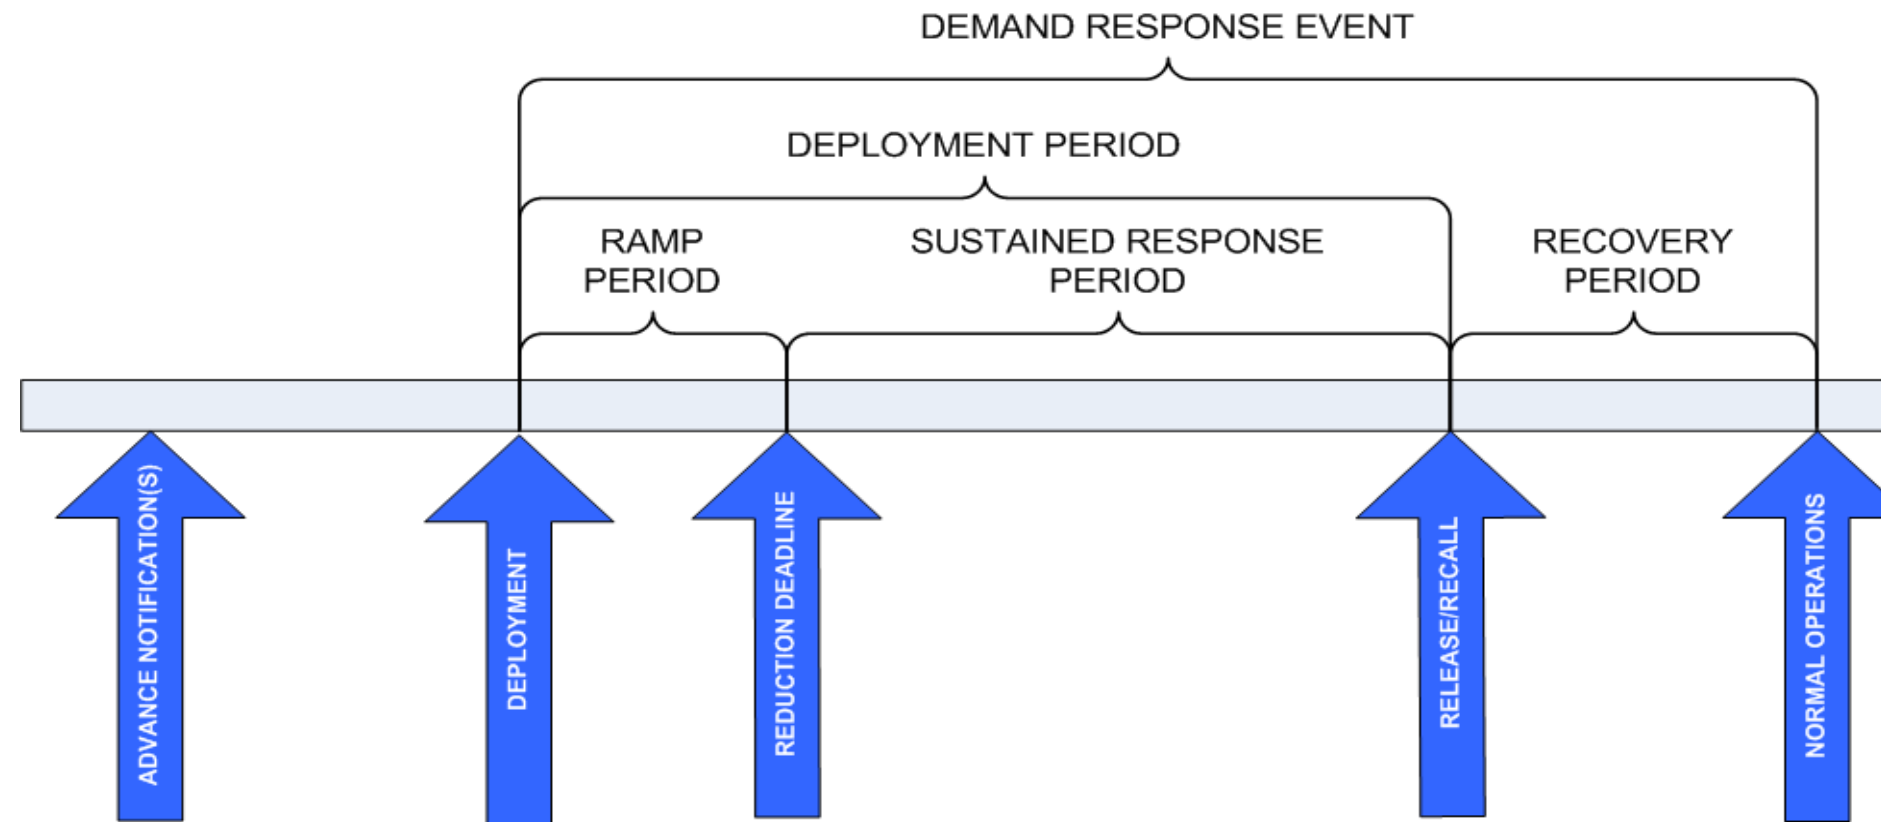 DEMAND RESPONSE EVENT
DEPLOYMENT PERIOD
RAMP
PERIOD
SUSTAINED RESPONSE
PERIOD
RECOVERY
PERIOD
ADVANCE NOTIFICATION(S)
DEPLOYMENT
REDUCTION DEADLINE
RELEASE/RECALL
NORMAL OPERATIONS